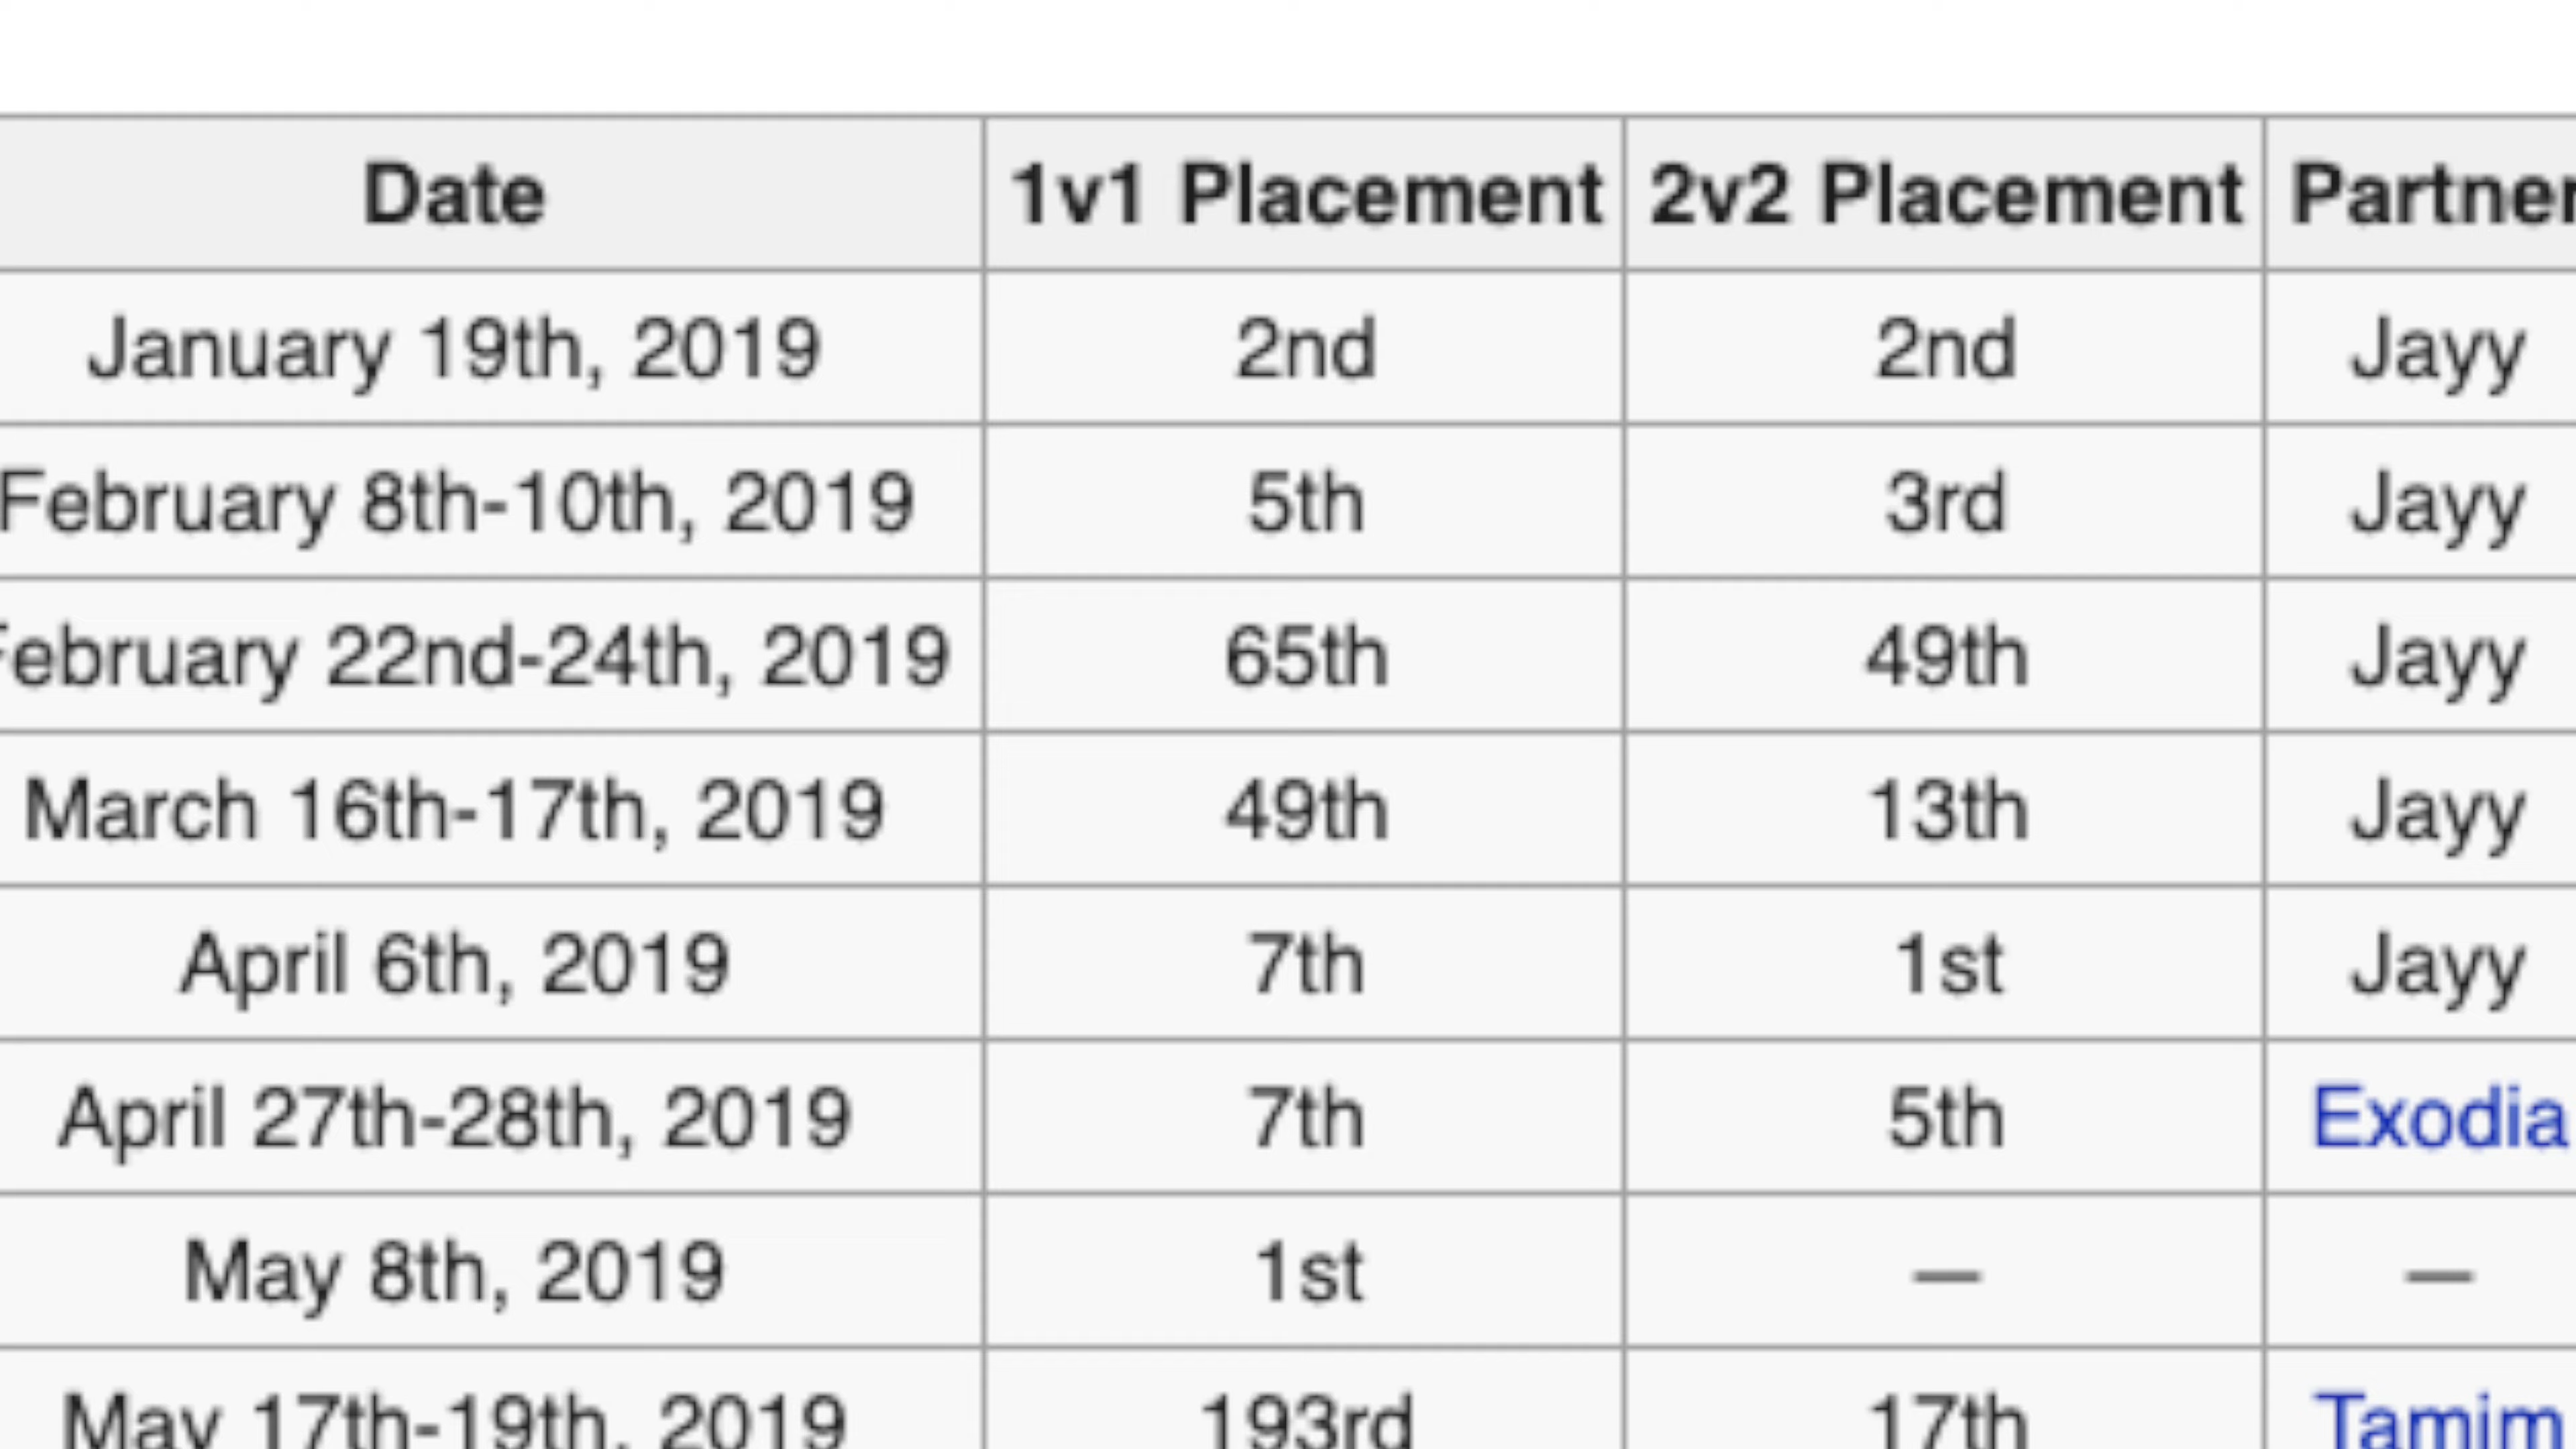 Date 1v1 Placement 2v2 Placement Partner
January 19th, 2019 2nd 2nd Jayy
February 8th-10th, 2019 5th 3rd Jayy
February 22nd-24th, 2019 65th 49th Jayy
March 16th-17th, 2019 49th 13th Jayy
April 6th, 2019 7th 1st Jayy
April 27th-28th, 2019 7th 5th Exodia
May 8th, 2019 1st — —
May 17th-19th, 2019 193rd 17th Tamim